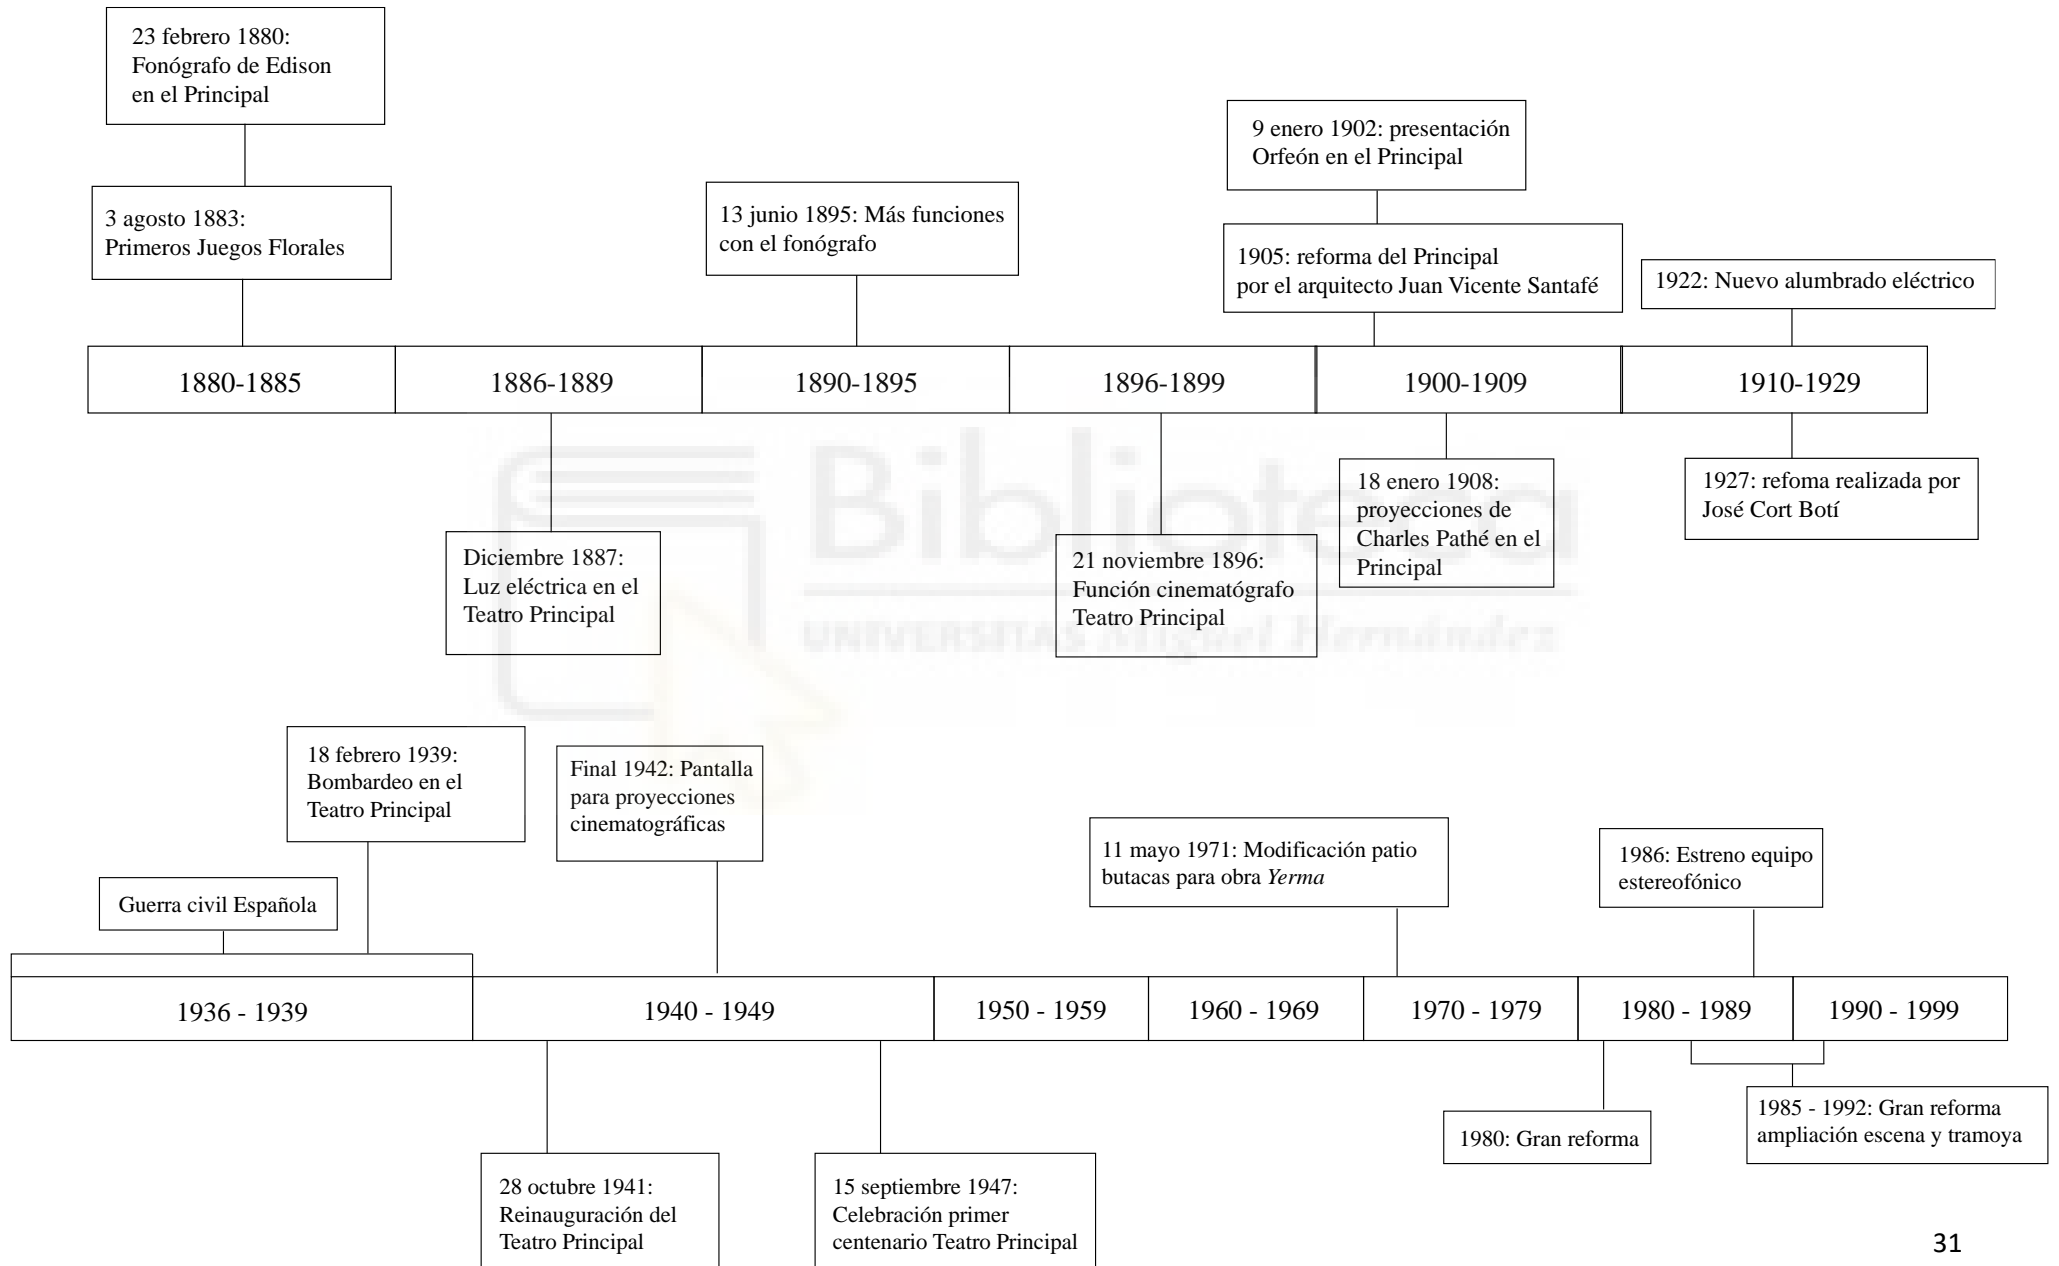 23 febrero 1880:
Fonógrafo de Edison
en el Principal
3 agosto 1883:
Primeros Juegos Florales
13 junio 1895: Más funciones
con el fonógrafo
9 enero 1902: presentación
Orfeón en el Principal
1905: reforma del Principal
por el arquitecto Juan Vicente Santafé
1922: Nuevo alumbrado eléctrico
1880-1885
1886-1889
1890-1895
1896-1899
1900-1909
1910-1929
Diciembre 1887:
Luz eléctrica en el
Teatro Principal
21 noviembre 1896:
Función cinematógrafo
Teatro Principal
18 enero 1908:
proyecciones de
Charles Pathé en el
Principal
1927: refoma realizada por
José Cort Botí
Biblioteca
UNIVERSITAS Miguel Hernández
Guerra civil Española
18 febrero 1939:
Bombardeo en el
Teatro Principal
Final 1942: Pantalla
para proyecciones
cinematográficas
11 mayo 1971: Modificación patio
butacas para obra Yerma
1986: Estreno equipo
estereofónico
1936 - 1939
1940 - 1949
1950 - 1959
1960 - 1969
1970 - 1979
1980 - 1989
1990 - 1999
28 octubre 1941:
Reinauguración del
Teatro Principal
15 septiembre 1947:
Celebración primer
centenario Teatro Principal
1980: Gran reforma
1985 - 1992: Gran reforma
ampliación escena y tramoya
31